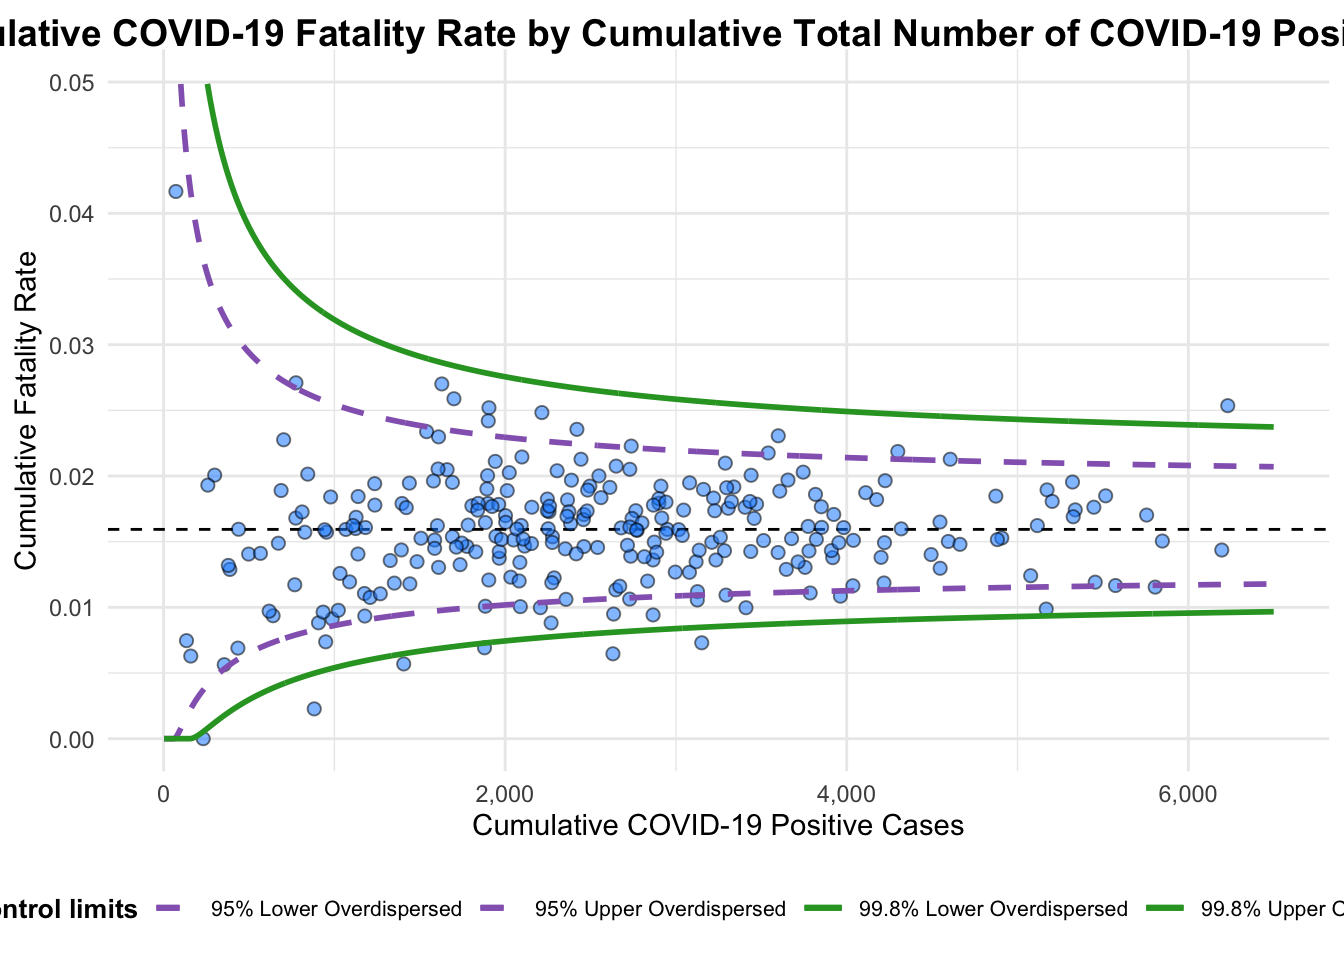 ulative COVID-19 Fatality Rate by Cumulative Total Number of COVID-19 Posi
0.05
0.04
0.03
0.02
0.01
0.00
Cumulative Fatality Rate
0
2,000
4,000
6,000
Cumulative COVID-19 Positive Cases
ntrol limits
95% Lower Overdispersed
95% Upper Overdispersed
99.8% Lower Overdispersed
99.8% Upper O